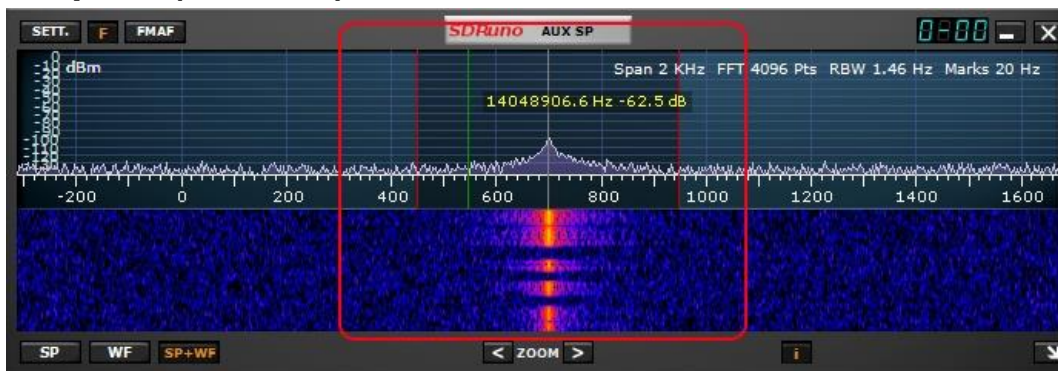 SETT. F FMAF SDRuno AUX SP 0-00
dBm Span 2 KHz FFT 4096 Pts RBW 1.46 Hz Marks 20 Hz
14048906.6 Hz -62.5 dB
-200 0 200 400 600 800 1000 1200 1400 1600
SP WF SP+WF < ZOOM > i